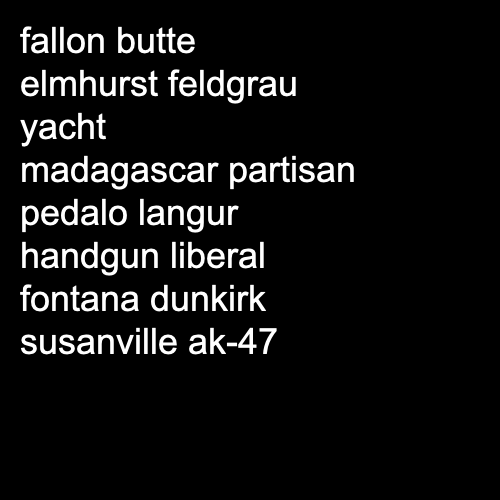 fallon butte
elmhurst feldgrau
yacht
madagascar partisan
pedalo langur
handgun liberal
fontana dunkirk
susanville ak-47